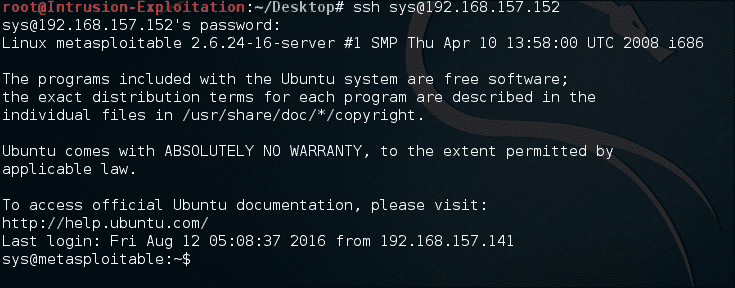 root@Intrusion-Exploitation:~/Desktop# ssh sys@192.168.157.152
sys@192.168.157.152's password:
Linux metasploitable 2.6.24-16-server #1 SMP Thu Apr 10 13:58:00 UTC 2008 i686
The programs included with the Ubuntu system are free software;
the exact distribution terms for each program are described in the
individual files in /usr/share/doc/*/copyright.
Ubuntu comes with ABSOLUTELY NO WARRANTY, to the extent permitted by
applicable law.
To access official Ubuntu documentation, please visit:
http://help.ubuntu.com/
Last login: Fri Aug 12 05:08:37 2016 from 192.168.157.141
sys@metasploitable:~$